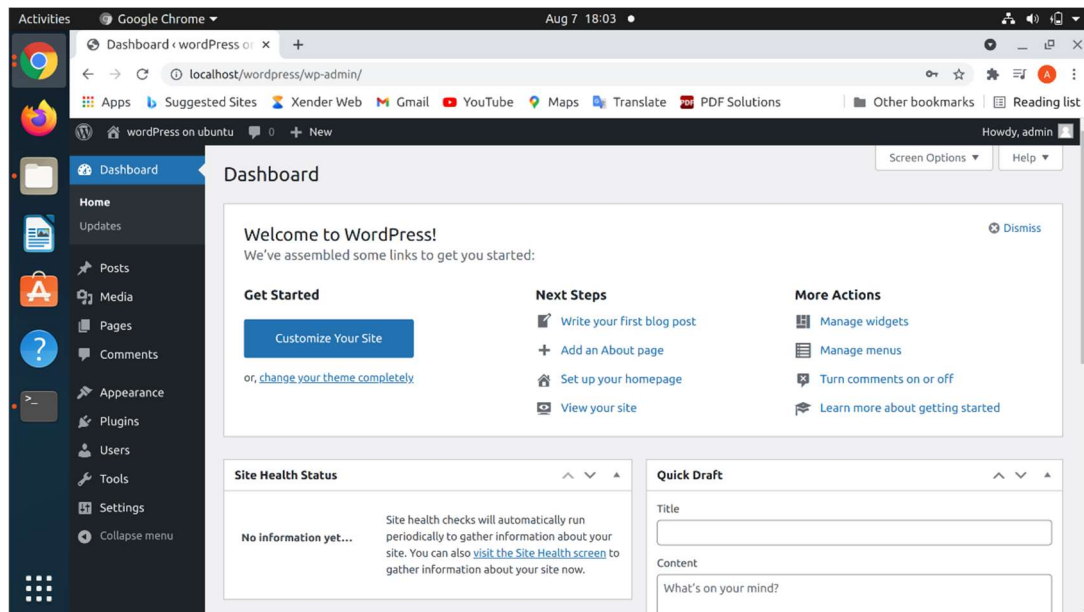 Activities Google Chrome Aug 7 18:03
Dashboard ‹ wordPress on
localhost/wordpress/wp-admin/
Apps Suggested Sites Xender Web Gmail YouTube Maps Translate PDF Solutions Other bookmarks Reading list
wordPress on ubuntu 0 + New Howdy, admin
Screen Options Help
Dashboard
Home
Updates
Posts
Media
Pages
Comments
Appearance
Plugins
Users
Tools
Settings
Collapse menu
Dashboard
Welcome to WordPress!
Dismiss
We've assembled some links to get you started:
Get Started
Customize Your Site
or, change your theme completely
Next Steps
Write your first blog post
Add an About page
Set up your homepage
View your site
More Actions
Manage widgets
Manage menus
Turn comments on or off
Learn more about getting started
Site Health Status
No information yet...
Site health checks will automatically run
periodically to gather information about your
site. You can also visit the Site Health screen to
gather information about your site now.
Quick Draft
Title
Content
What's on your mind?